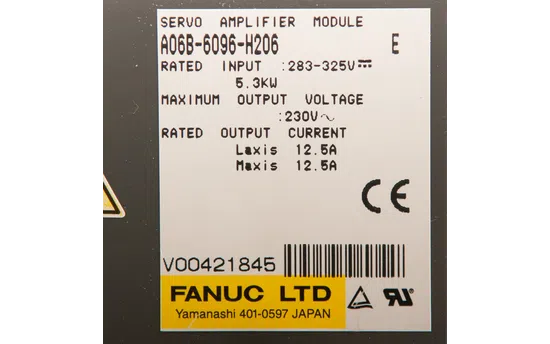 SERVO AMPLIFIER MODULE
A06B-6096-H206 E
RATED INPUT :283-325V⎓
5.3KW
MAXIMUM OUTPUT VOLTAGE
:230V~
RATED OUTPUT CURRENT
Laxis 12.5A
Maxis 12.5A
CE
V00421845
FANUC LTD
Yamanashi 401-0597 JAPAN